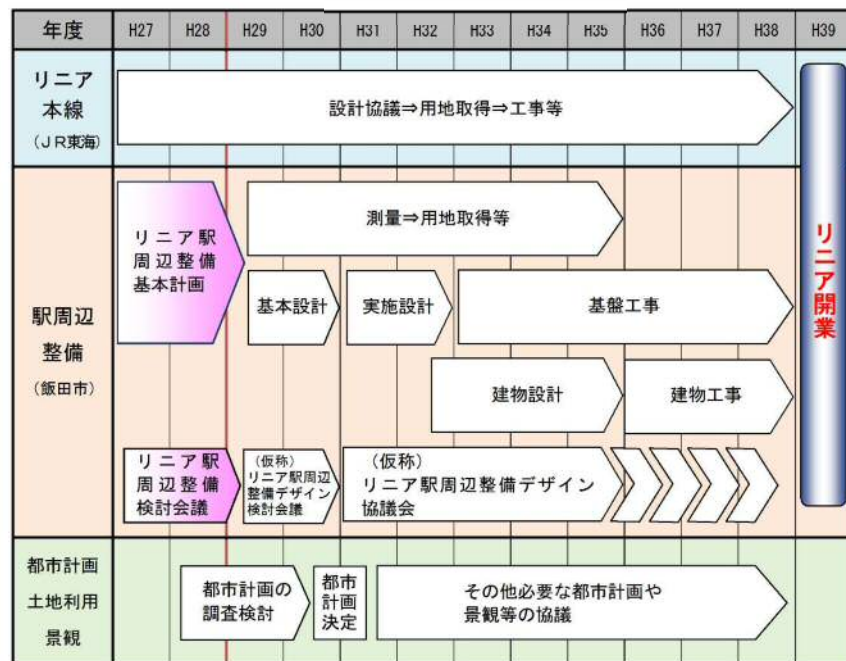 年度 H27 H28 H29 H30 H31 H32 H33 H34 H35 H36 H37 H38 H39
リニア
本線
（JR東海）
設計協議⇒用地取得⇒工事等
リニア開業
駅周辺
整備
（飯田市）
リニア駅
周辺整備
基本計画
測量⇒用地取得等
基本設計
実施設計
基盤工事
建物設計
建物工事
リニア駅
周辺整備
検討会議
（仮称）
リニア駅周辺
整備デザイン
検討会議
（仮称）
リニア駅周辺整備デザイン
協議会
都市計画
土地利用
景観
都市計画の
調査検討
都市
計画
決定
その他必要な都市計画や
景観等の協議